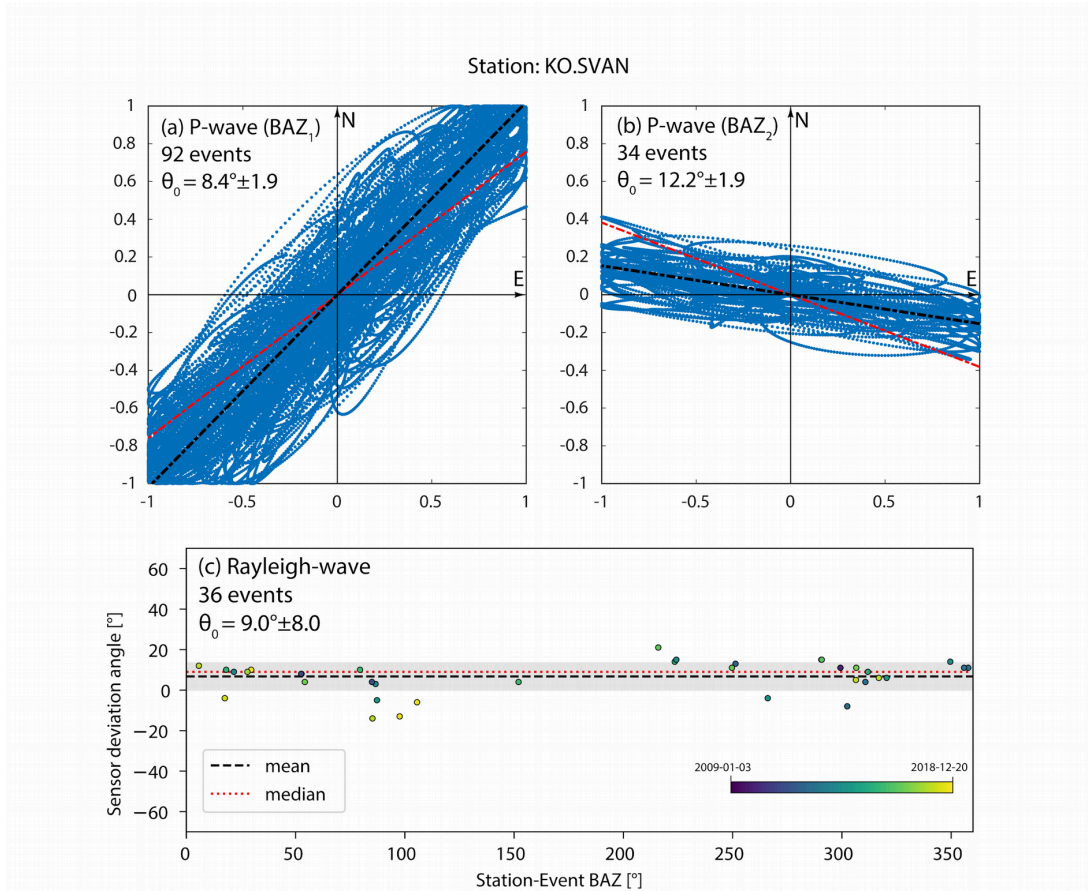 Station: KO.SVAN
(a) P-wave (BAZ₁)
92 events
θ₀ = 8.4°±1.9
N
E
1
0.8
0.6
0.4
0.2
0
-0.2
-0.4
-0.6
-0.8
-1
-1 -0.5 0 0.5 1
(b) P-wave (BAZ₂)
34 events
θ₀ = 12.2°±1.9
N
E
1
0.8
0.6
0.4
0.2
0
-0.2
-0.4
-0.6
-0.8
-1
-1 -0.5 0 0.5 1
(c) Rayleigh-wave
36 events
θ₀ = 9.0°±8.0
Sensor deviation angle [°]
60
40
20
0
−20
−40
−60
mean
median
2009-01-03 2018-12-20
0 50 100 150 200 250 300 350
Station-Event BAZ [°]